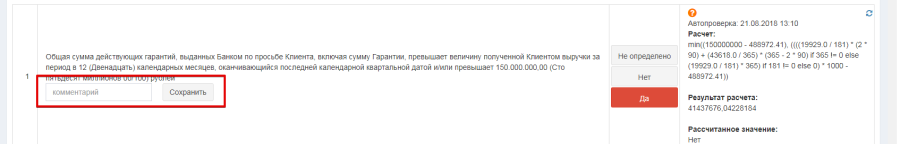 Автопроверка: 21.08.2018 13:10
Расчет:
min((150000000 - 488972.41), ((((19929.0 / 181) * (2 *
90) + (43618.0 / 365) * (365 - 2 * 90) if 365 != 0 else
(19929.0 / 181) * 365) if 181 != 0 else 0) * 1000 -
488972.41))
Результат расчета:
41437676,04228184
Рассчитанное значение:
Нет
1
Общая сумма действующих гарантий, выданных Банком по просьбе Клиента, включая сумму Гарантии, превышает величину полученной Клиентом выручки за
период в 12 (Двенадцать) календарных месяцев, оканчивающийся последней календарной квартальной датой и/или превышает 150.000.000,00 (Сто
пятьдесят миллионов 00/100) рублей
комментарий
Сохранить
Не определено
Нет
Да